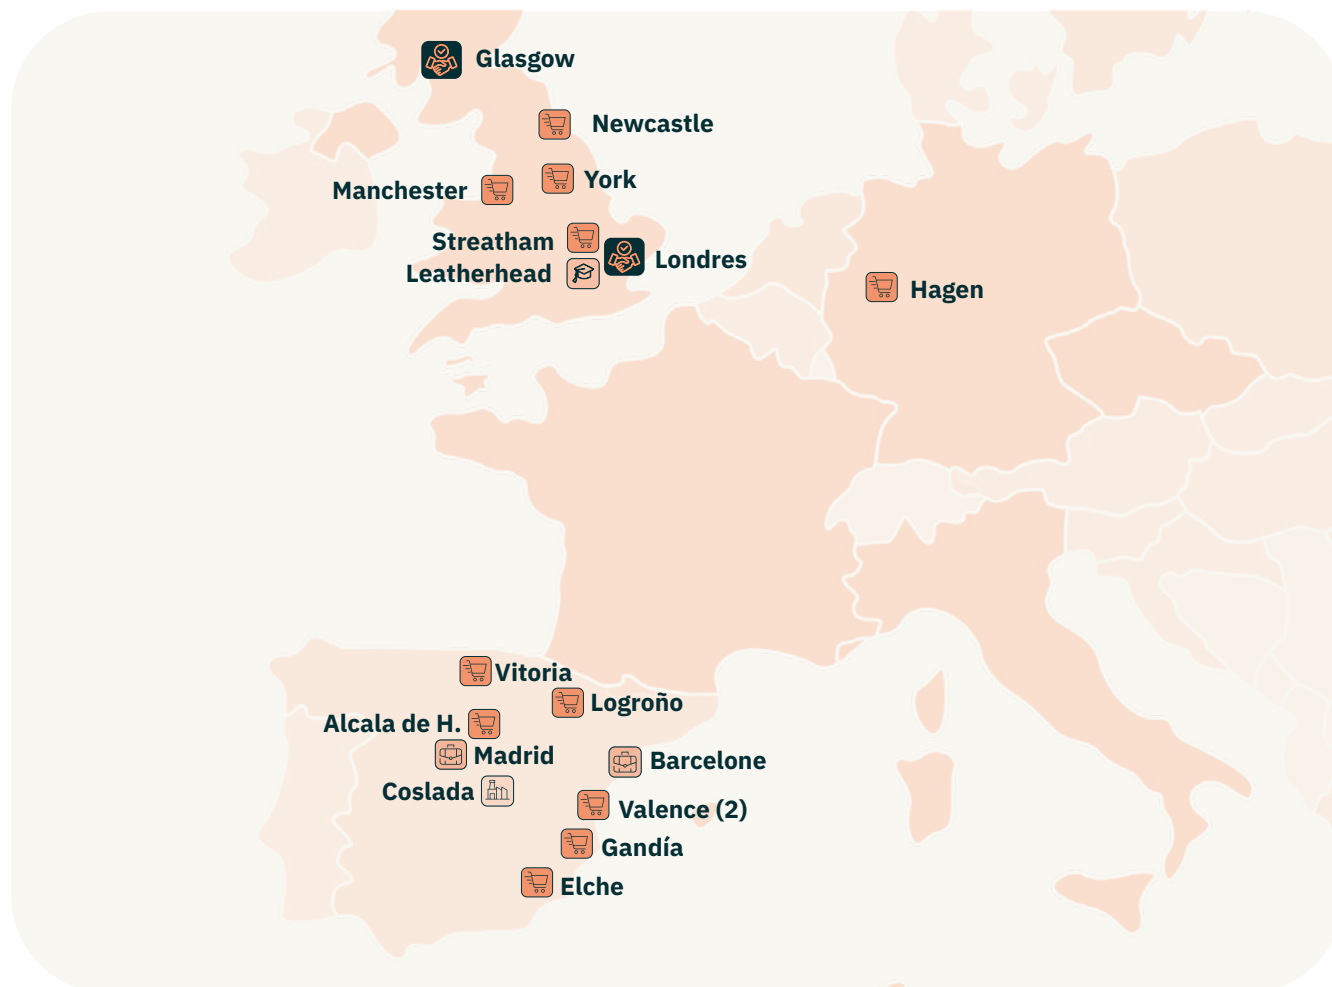 Glasgow
Newcastle
York
Manchester
Streatham
Londres
Leatherhead
Hagen
Vitoria
Logroño
Alcala de H.
Madrid
Barcelone
Coslada
Valence (2)
Gandía
Elche